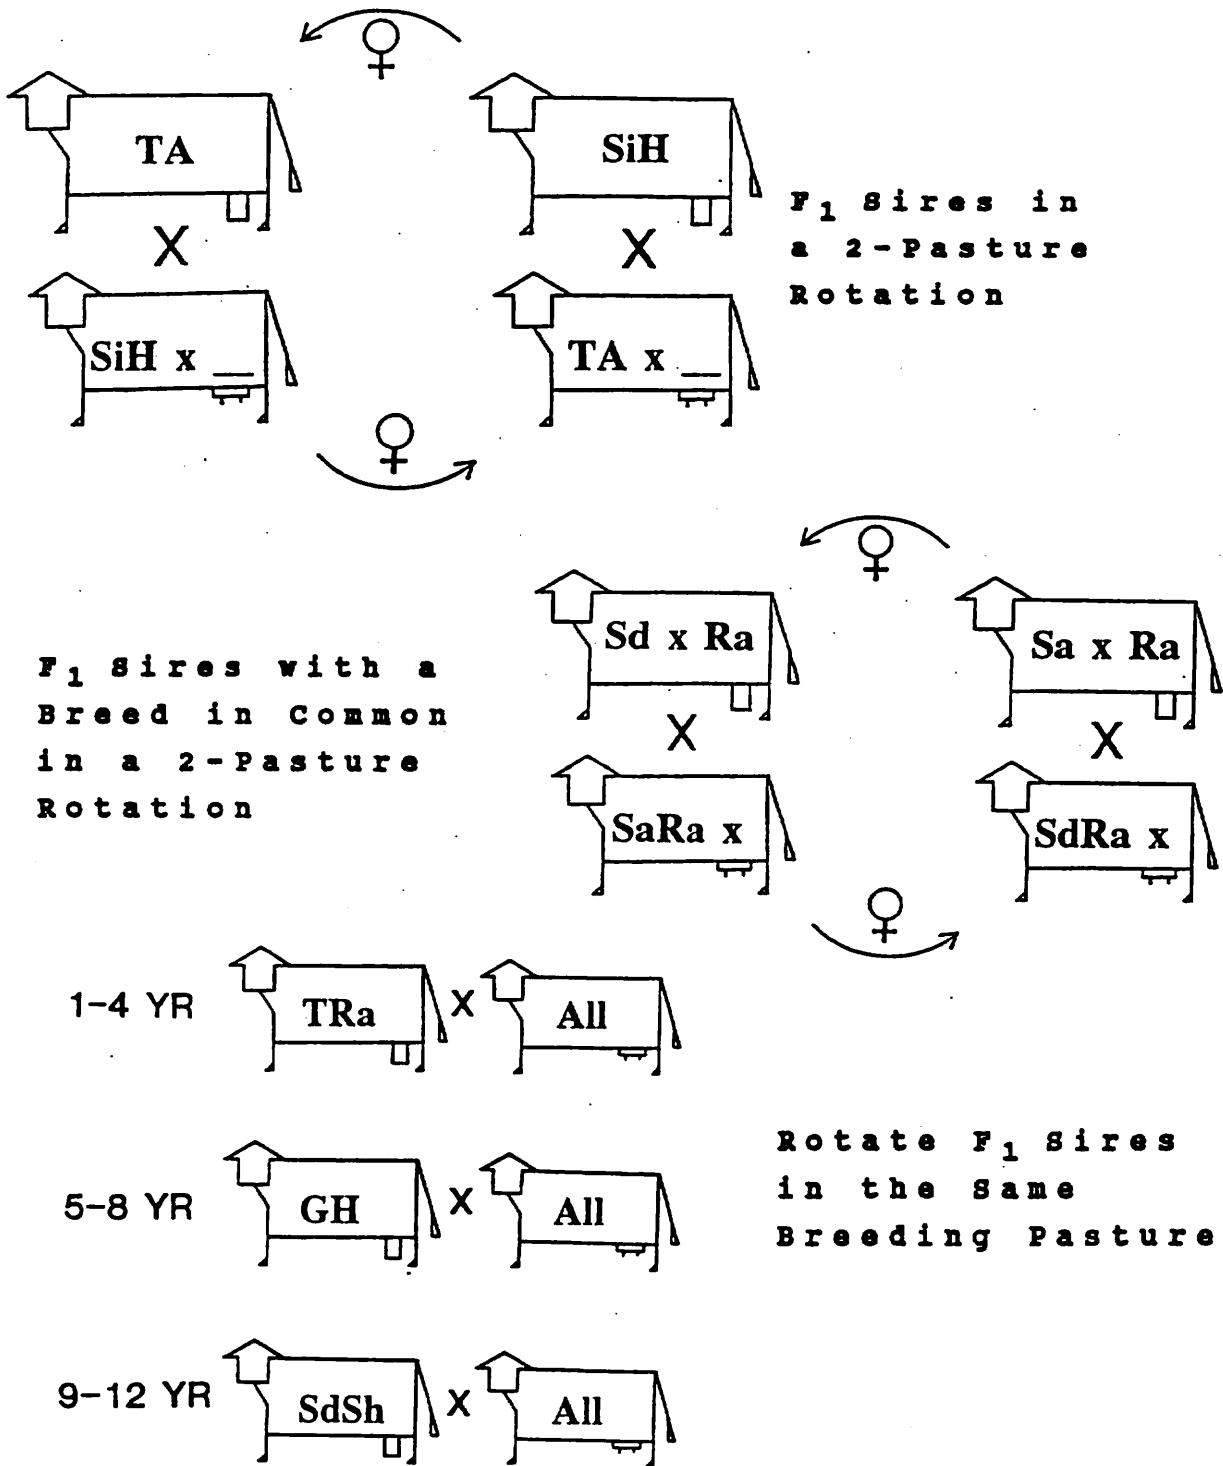 ♀
TA
SiH
X
X
F₁ Sires in
a 2-Pasture
Rotation
SiH x __
TA x __
♀
♀
Sd x Ra
Sa x Ra
F₁ Sires with a
Breed in Common
in a 2-Pasture
Rotation
X
X
SaRa x
SdRa x
♀
1-4 YR
TRa
X
All
5-8 YR
GH
X
All
Rotate F₁ Sires
in the Same
Breeding Pasture
9-12 YR
SdSh
X
All